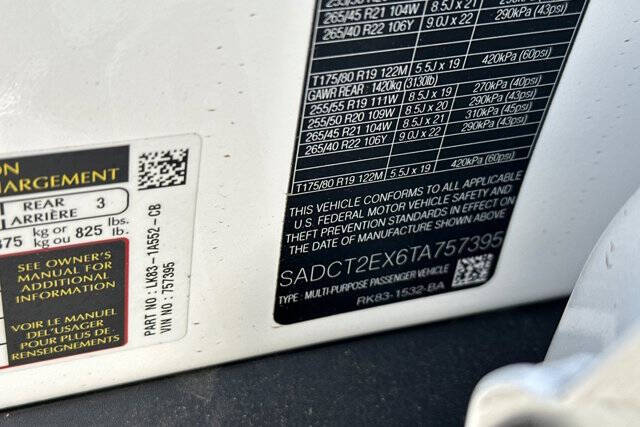 ON
HARGEMENT
REAR
ARRIÈRE 3
375 kg or
kg ou 825 lbs.
lb.
SEE OWNER'S
MANUAL FOR
ADDITIONAL
INFORMATION
VOIR LE MANUEL
DEL'USAGER
POUR PLUS DE
RENSEIGNEMENTS
PART NO : LK83-1A552-CB
VIN NO : 757395
265/45 R21 104W 8.5J x 21 290kPa (43psi)
265/40 R22 106Y 9.0J x 22
T175/80 R19 122M 5.5J x 19 420kPa (60psi)
GAWR REAR: 1420kg (3130lb)
255/55 R19 111W 8.5J x 19 270kPa (40psi)
255/50 R20 109W 8.5J x 20 290kPa (43psi)
265/45 R21 104W 8.5J x 21 310kPa (45psi)
265/40 R22 106Y 9.0J x 22 290kPa (43psi)
T175/80 R19 122M 5.5J x 19 420kPa (60psi)
THIS VEHICLE CONFORMS TO ALL APPLICABLE
U.S. FEDERAL MOTOR VEHICLE SAFETY AND
THEFT PREVENTION STANDARDS IN EFFECT ON
THE DATE OF MANUFACTURE SHOWN ABOVE
SADCT2EX6TA757395
TYPE : MULTI-PURPOSE PASSENGER VEHICLE
RK83-1532-BA